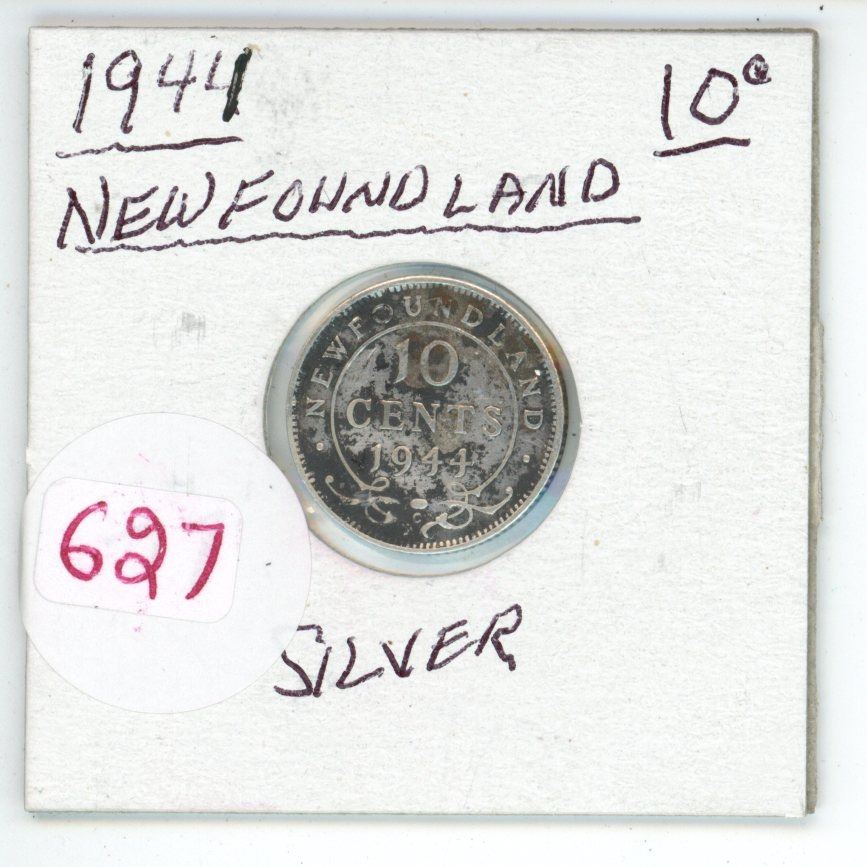 1944 10¢
NEWFOUNDLAND
NEWFOUNDLAND
10
CENTS
1944
C
627
SILVER